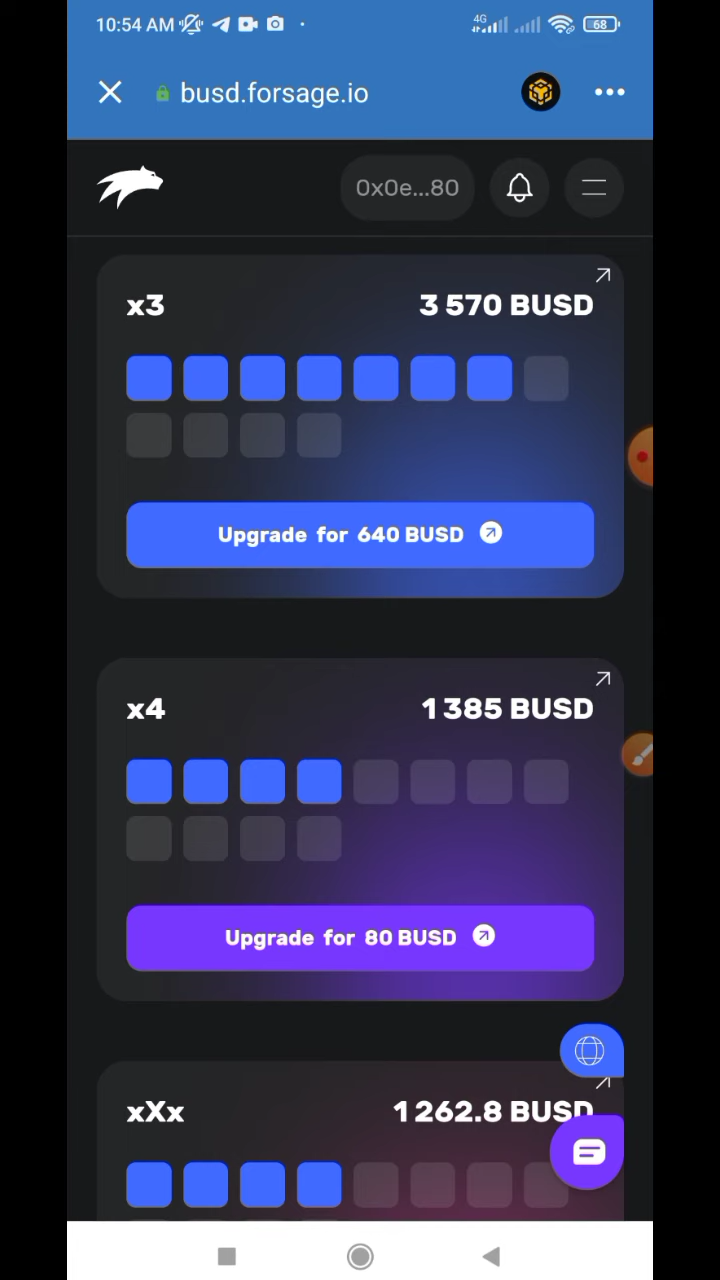 10:54 AM 4G 68
busd.forsage.io
0x0e...80
x3 3 570 BUSD
Upgrade for 640 BUSD
x4 1 385 BUSD
Upgrade for 80 BUSD
xXx 1 262.8 BUSD